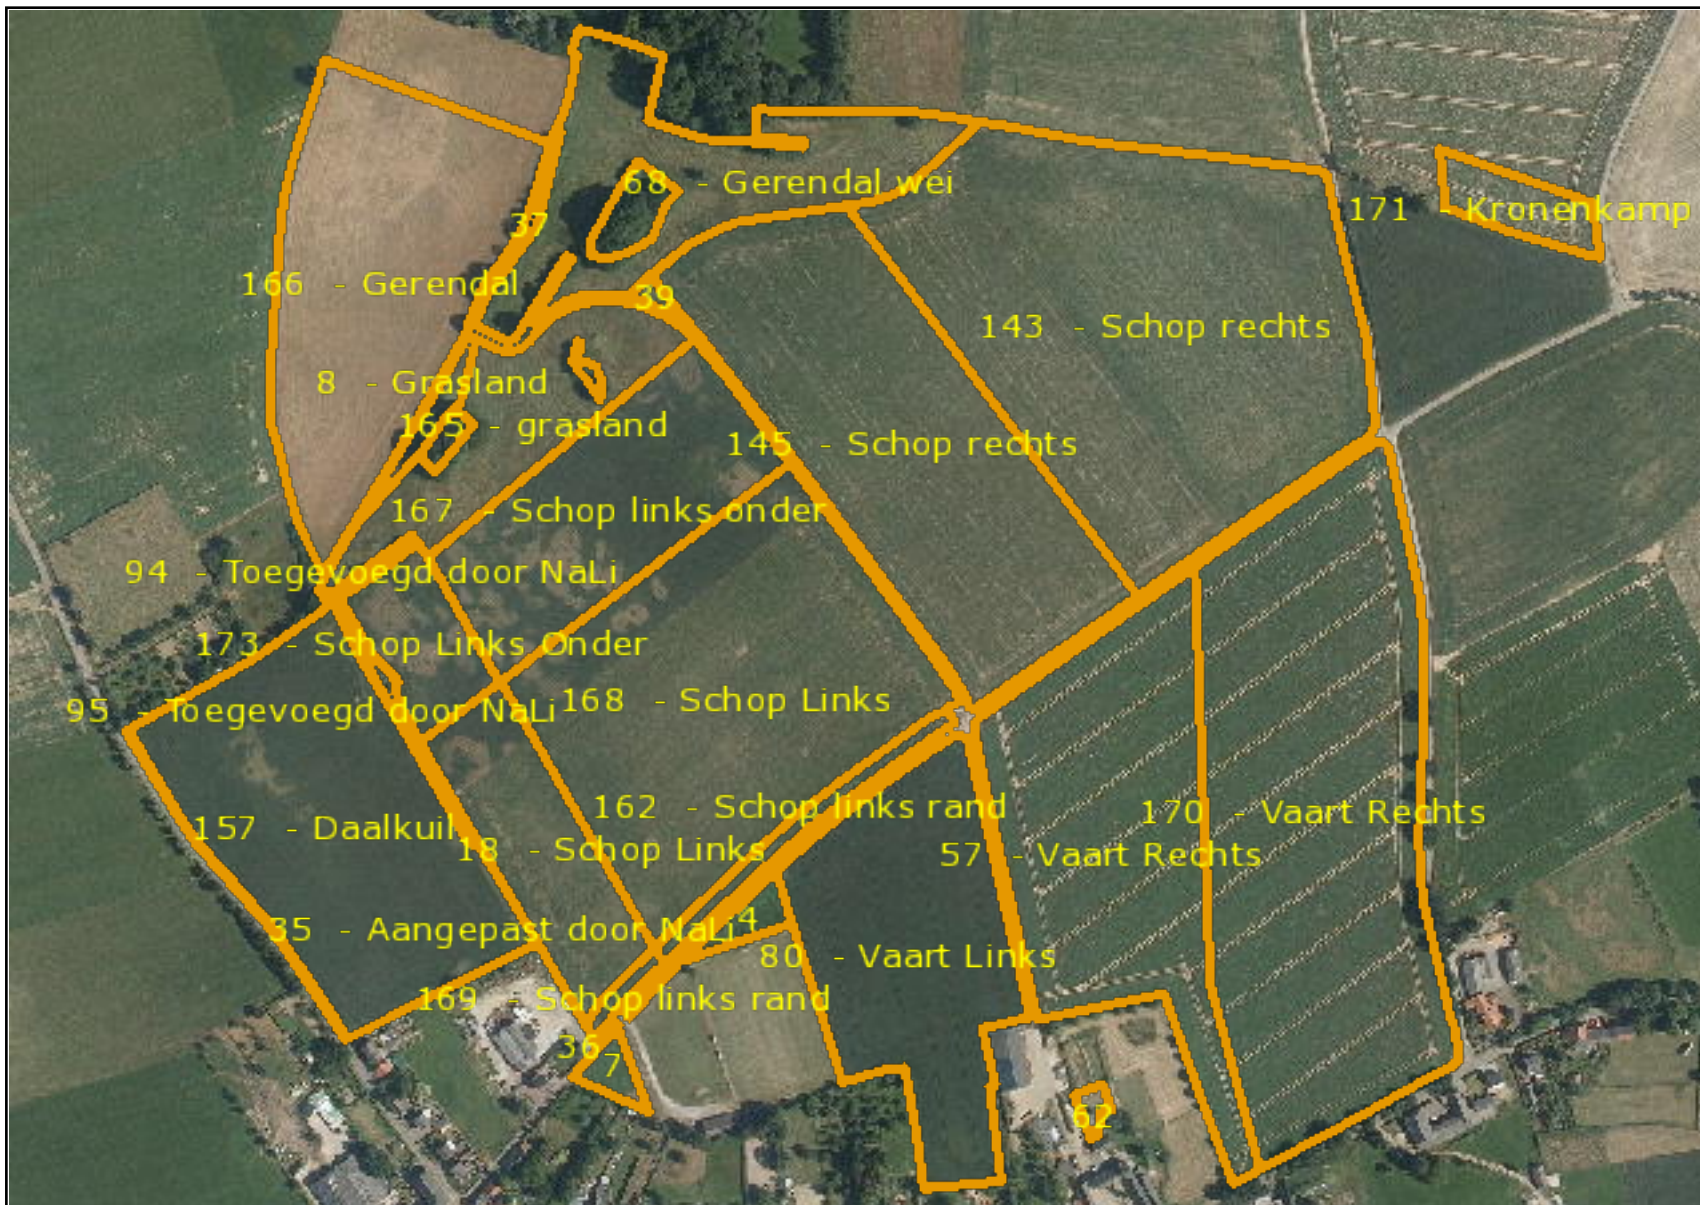 68 - Gerendal wei
171 - Kronenkamp
37
166 - Gerendal
39
143 - Schop rechts
8 - Grasland
165 - grasland
145 - Schop rechts
167 - Schop links onder
94 - Toegevoegd door NaLi
173 - Schop Links Onder
168 - Schop Links
95 - Toegevoegd door NaLi
162 - Schop links rand
170 - Vaart Rechts
157 - Daalkuil
18 - Schop Links
57 - Vaart Rechts
4
35 - Aangepast door NaLi
80 - Vaart Links
169 - Schop links rand
36
7
62